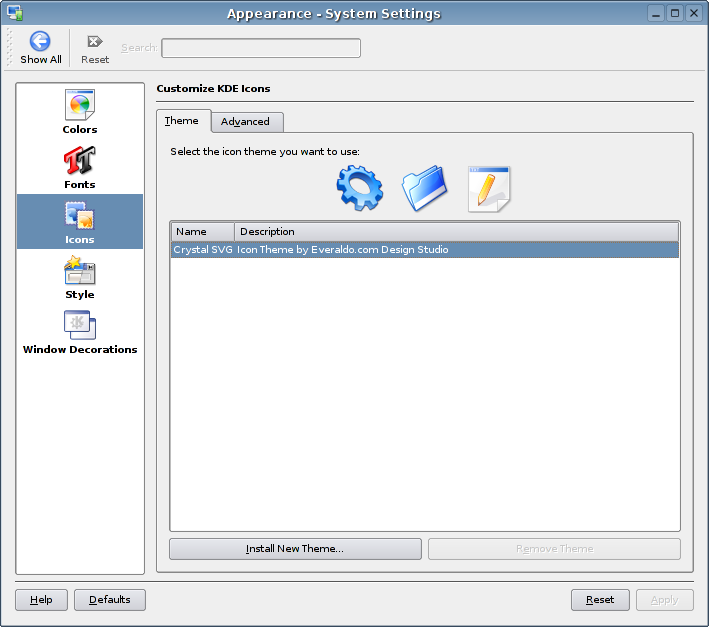 Appearance - System Settings
Show All
Reset
Search:
Customize KDE Icons
Colors
Fonts
Icons
Style
Window Decorations
Theme
Advanced
Select the icon theme you want to use:
Name Description
Crystal SVG Icon Theme by Everaldo.com Design Studio
Install New Theme...
Remove Theme
Help
Defaults
Reset
Apply